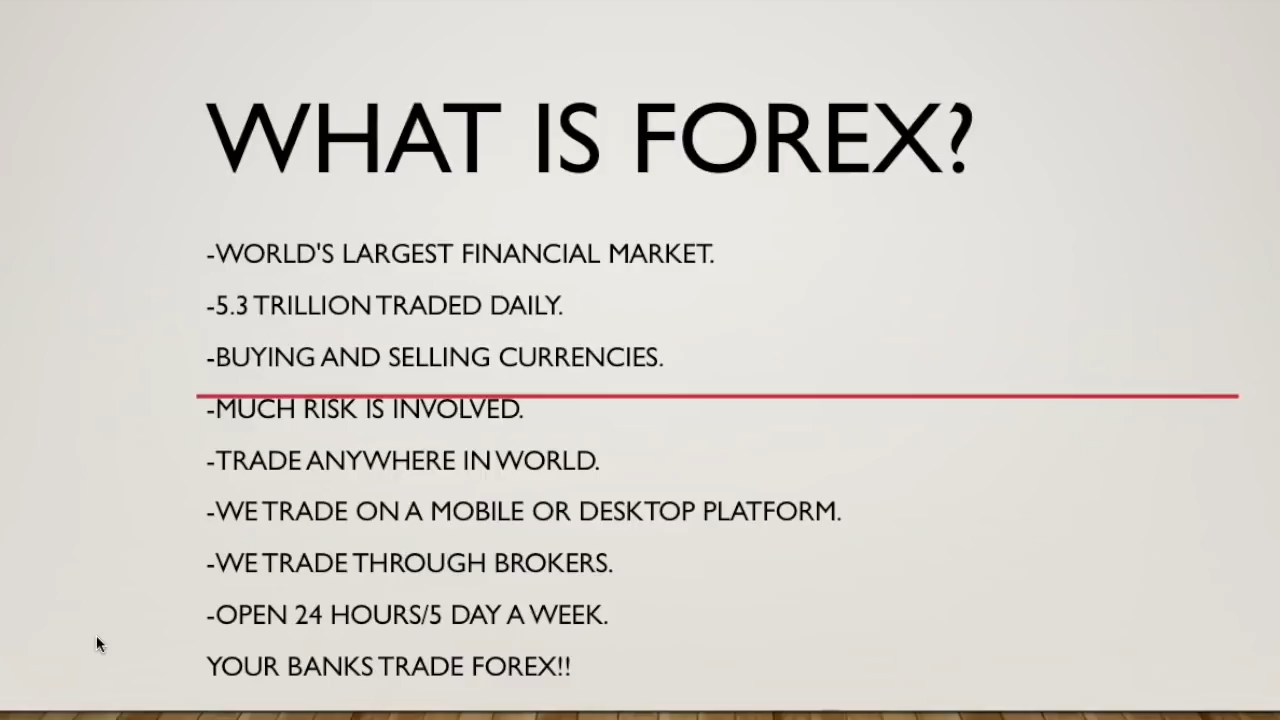 WHAT IS FOREX?
-WORLD'S LARGEST FINANCIAL MARKET.
-5.3 TRILLION TRADED DAILY.
-BUYING AND SELLING CURRENCIES.
-MUCH RISK IS INVOLVED.
-TRADE ANYWHERE IN WORLD.
-WE TRADE ON A MOBILE OR DESKTOP PLATFORM.
-WE TRADE THROUGH BROKERS.
-OPEN 24 HOURS/5 DAY A WEEK.
YOUR BANKS TRADE FOREX!!